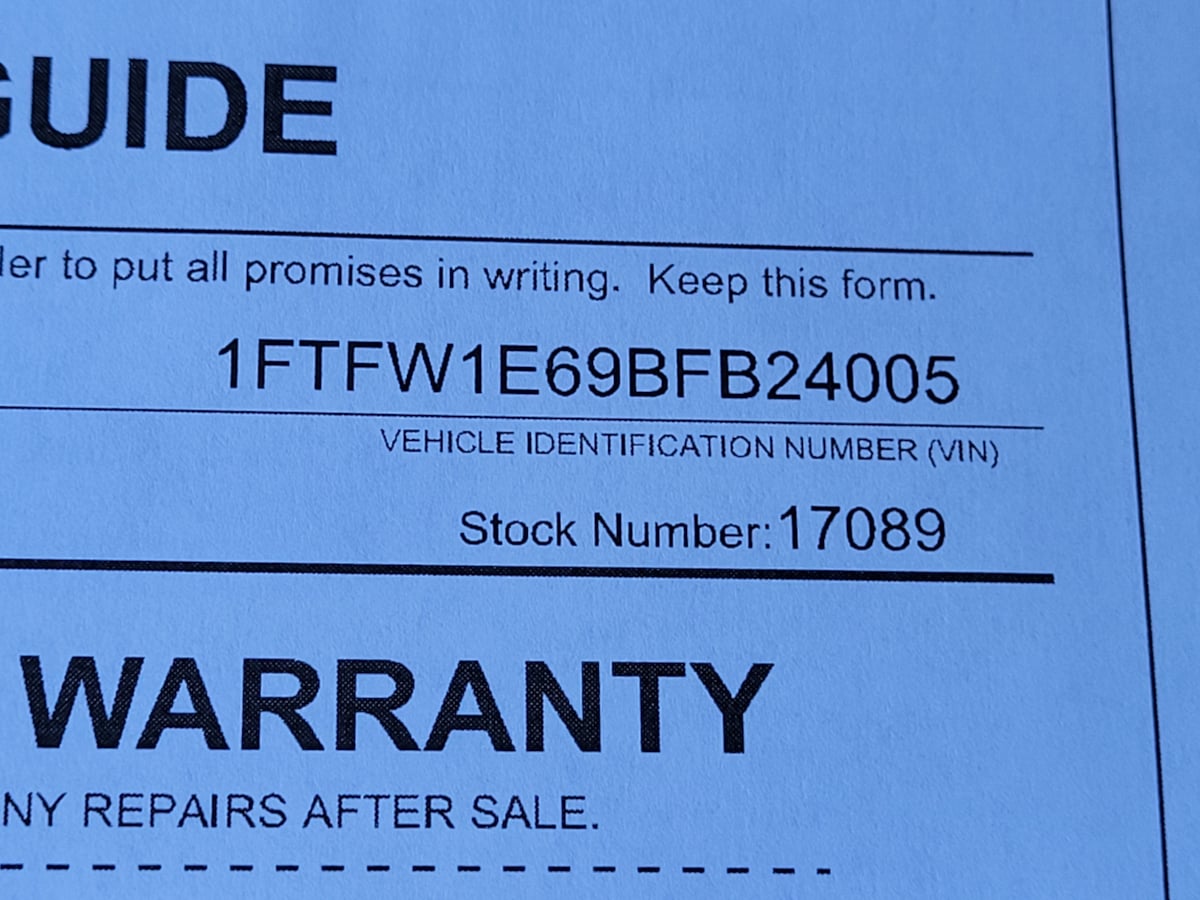 GUIDE
ler to put all promises in writing.  Keep this form.
1FTFW1E69BFB24005
VEHICLE IDENTIFICATION NUMBER (VIN)
Stock Number:17089
WARRANTY
NY REPAIRS AFTER SALE.